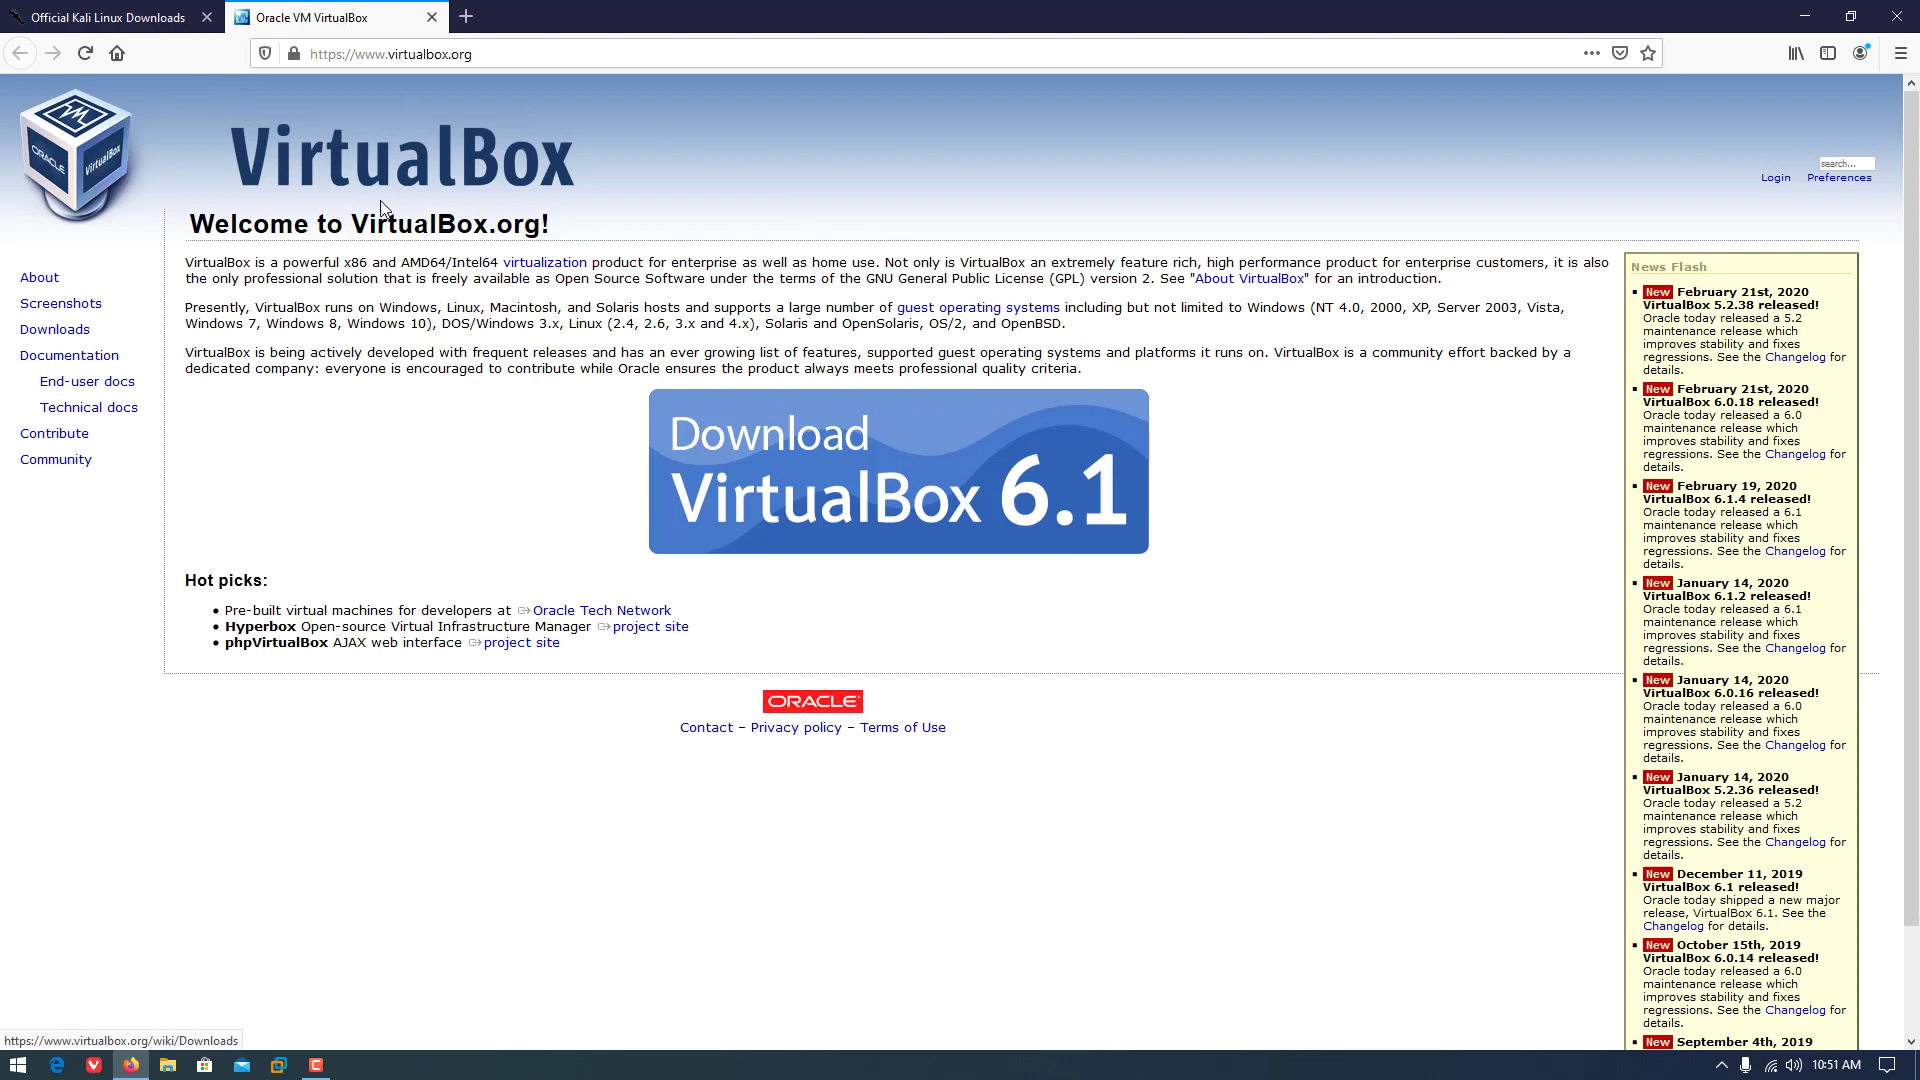 Official Kali Linux Downloads
Oracle VM VirtualBox
https://www.virtualbox.org
ORACLE
VirtualBox
VirtualBox
search...
Login Preferences
Welcome to VirtualBox.org!
About
Screenshots
Downloads
Documentation
End-user docs
Technical docs
Contribute
Community
VirtualBox is a powerful x86 and AMD64/Intel64 virtualization product for enterprise as well as home use. Not only is VirtualBox an extremely feature rich, high performance product for enterprise customers, it is also
the only professional solution that is freely available as Open Source Software under the terms of the GNU General Public License (GPL) version 2. See "About VirtualBox" for an introduction.
Presently, VirtualBox runs on Windows, Linux, Macintosh, and Solaris hosts and supports a large number of guest operating systems including but not limited to Windows (NT 4.0, 2000, XP, Server 2003, Vista,
Windows 7, Windows 8, Windows 10), DOS/Windows 3.x, Linux (2.4, 2.6, 3.x and 4.x), Solaris and OpenSolaris, OS/2, and OpenBSD.
VirtualBox is being actively developed with frequent releases and has an ever growing list of features, supported guest operating systems and platforms it runs on. VirtualBox is a community effort backed by a
dedicated company: everyone is encouraged to contribute while Oracle ensures the product always meets professional quality criteria.
Download
VirtualBox 6.1
Hot picks:
Pre-built virtual machines for developers at Oracle Tech Network
Hyperbox Open-source Virtual Infrastructure Manager project site
phpVirtualBox AJAX web interface project site
ORACLE
Contact – Privacy policy – Terms of Use
News Flash
New February 21st, 2020
VirtualBox 5.2.38 released!
Oracle today released a 5.2
maintenance release which
improves stability and fixes
regressions. See the Changelog for
details.
New February 21st, 2020
VirtualBox 6.0.18 released!
Oracle today released a 6.0
maintenance release which
improves stability and fixes
regressions. See the Changelog for
details.
New February 19, 2020
VirtualBox 6.1.4 released!
Oracle today released a 6.1
maintenance release which
improves stability and fixes
regressions. See the Changelog for
details.
New January 14, 2020
VirtualBox 6.1.2 released!
Oracle today released a 6.1
maintenance release which
improves stability and fixes
regressions. See the Changelog for
details.
New January 14, 2020
VirtualBox 6.0.16 released!
Oracle today released a 6.0
maintenance release which
improves stability and fixes
regressions. See the Changelog for
details.
New January 14, 2020
VirtualBox 5.2.36 released!
Oracle today released a 5.2
maintenance release which
improves stability and fixes
regressions. See the Changelog for
details.
New December 11, 2019
VirtualBox 6.1 released!
Oracle today shipped a new major
release, VirtualBox 6.1. See the
Changelog for details.
New October 15th, 2019
VirtualBox 6.0.14 released!
Oracle today released a 6.0
maintenance release which
improves stability and fixes
regressions. See the Changelog for
details.
New September 4th, 2019
https://www.virtualbox.org/wiki/Downloads
10:51 AM